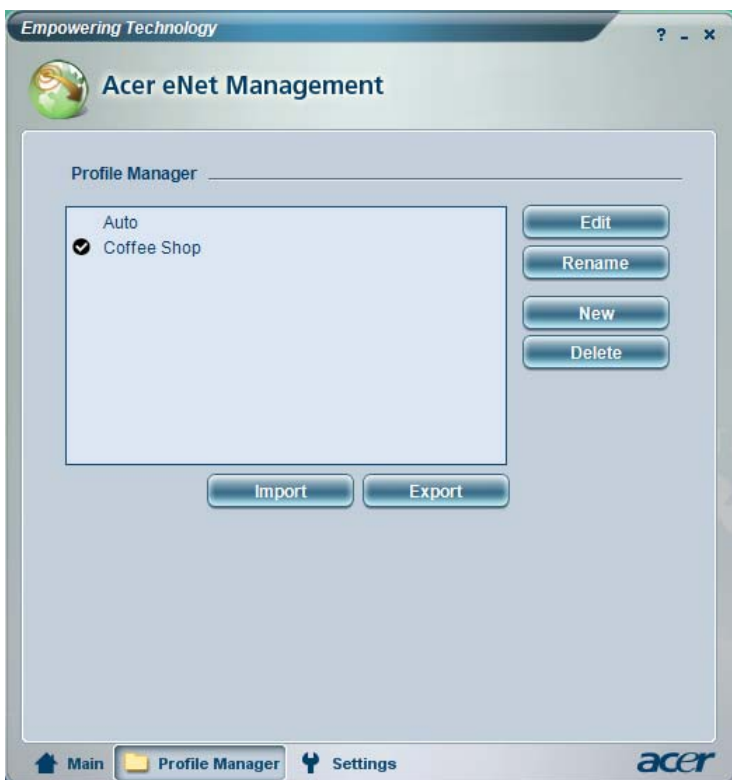 Empowering Technology
? - x
Acer eNet Management
Profile Manager
Auto
Coffee Shop
Edit
Rename
New
Delete
Import
Export
Main
Profile Manager
Settings
acer